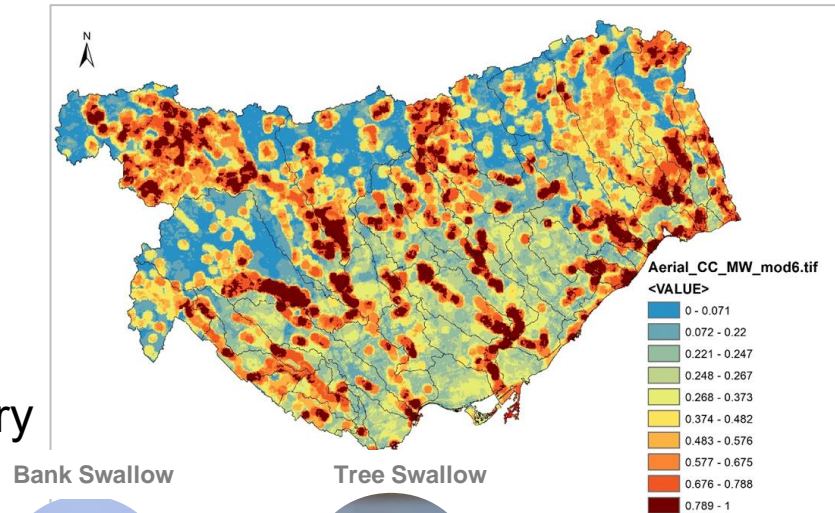 N
Aerial_CC_MW_mod6.tif
<VALUE>
0 - 0.071
0.072 - 0.22
0.221 - 0.247
0.248 - 0.267
0.268 - 0.373
0.374 - 0.482
0.483 - 0.576
0.577 - 0.675
0.676 - 0.788
0.789 - 1
ry
Bank Swallow
Tree Swallow